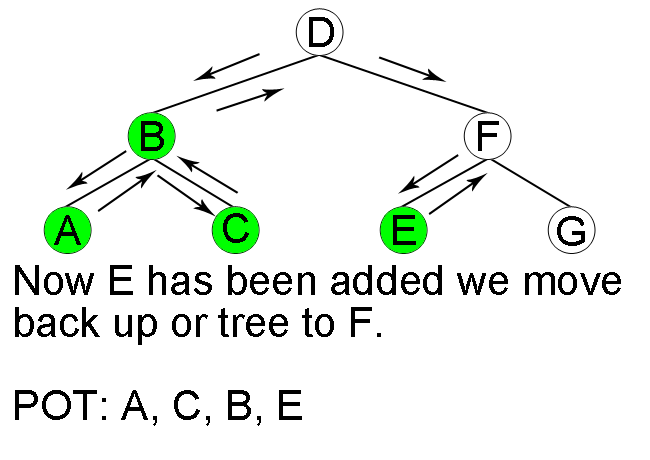 D
B
F
A
C
E
G
Now E has been added we move
back up or tree to F.
POT: A, C, B, E